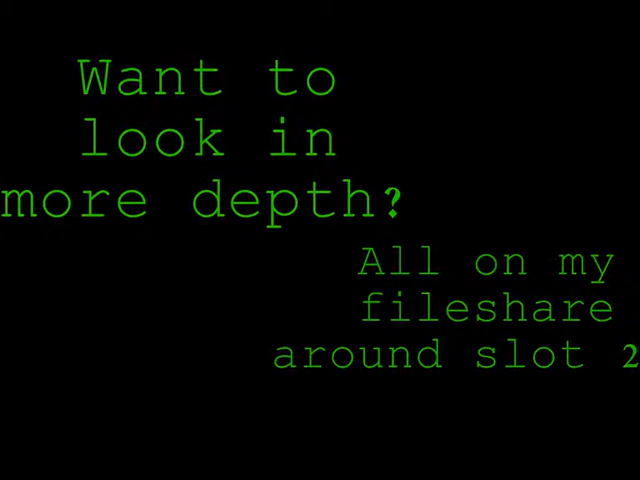 Want to
look in
more depth?
All on my
fileshare
around slot 2